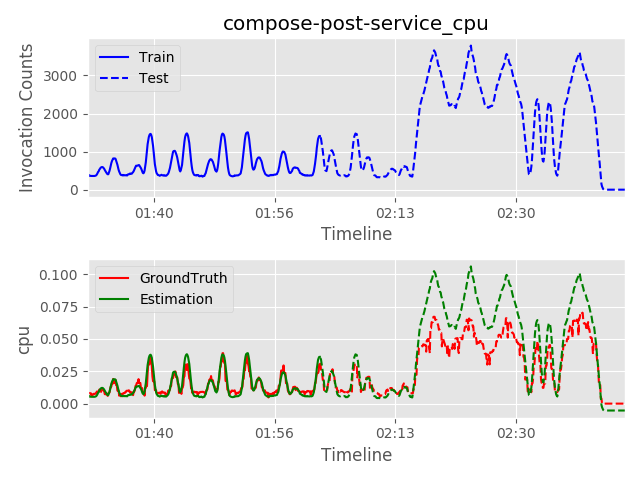 compose-post-service_cpu
Invocation Counts
3000
2000
1000
0
Train
Test
01:40 01:56 02:13 02:30
Timeline
cpu
0.100
0.075
0.050
0.025
0.000
GroundTruth
Estimation
01:40 01:56 02:13 02:30
Timeline